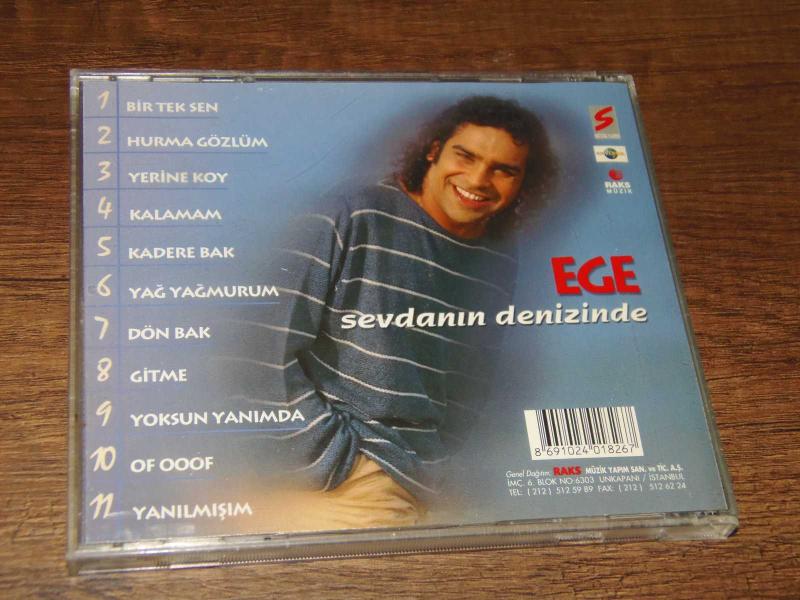 1 BİR TEK SEN
2 HURMA GÖZLÜM
3 YERİNE KOY
4 KALAMAM
5 KADERE BAK
6 YAĞ YAĞMURUM
7 DÖN BAK
8 GİTME
9 YOKSUN YANIMDA
10 OF OOOF
11 YANILMIŞIM
S
RAKS
MÜZİK
EGE
sevdanın denizinde
8 691024 018267
Genel Dağıtım: RAKS MÜZİK YAPIM SAN. ve TİC. A.Ş.
İMÇ. 6. BLOK NO:6303 UNKAPANI / İSTANBUL
TEL: ( 212 ) 512 59 89 FAX: ( 212 ) 512 62 24